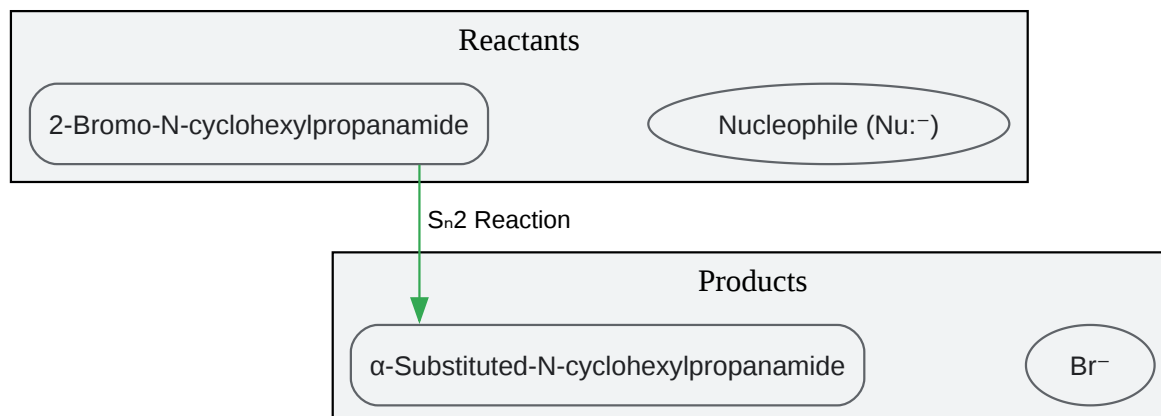 Reactants
2-Bromo-N-cyclohexylpropanamide
Nucleophile (Nu:⁻)
Sₙ2 Reaction
Products
α-Substituted-N-cyclohexylpropanamide
Br⁻